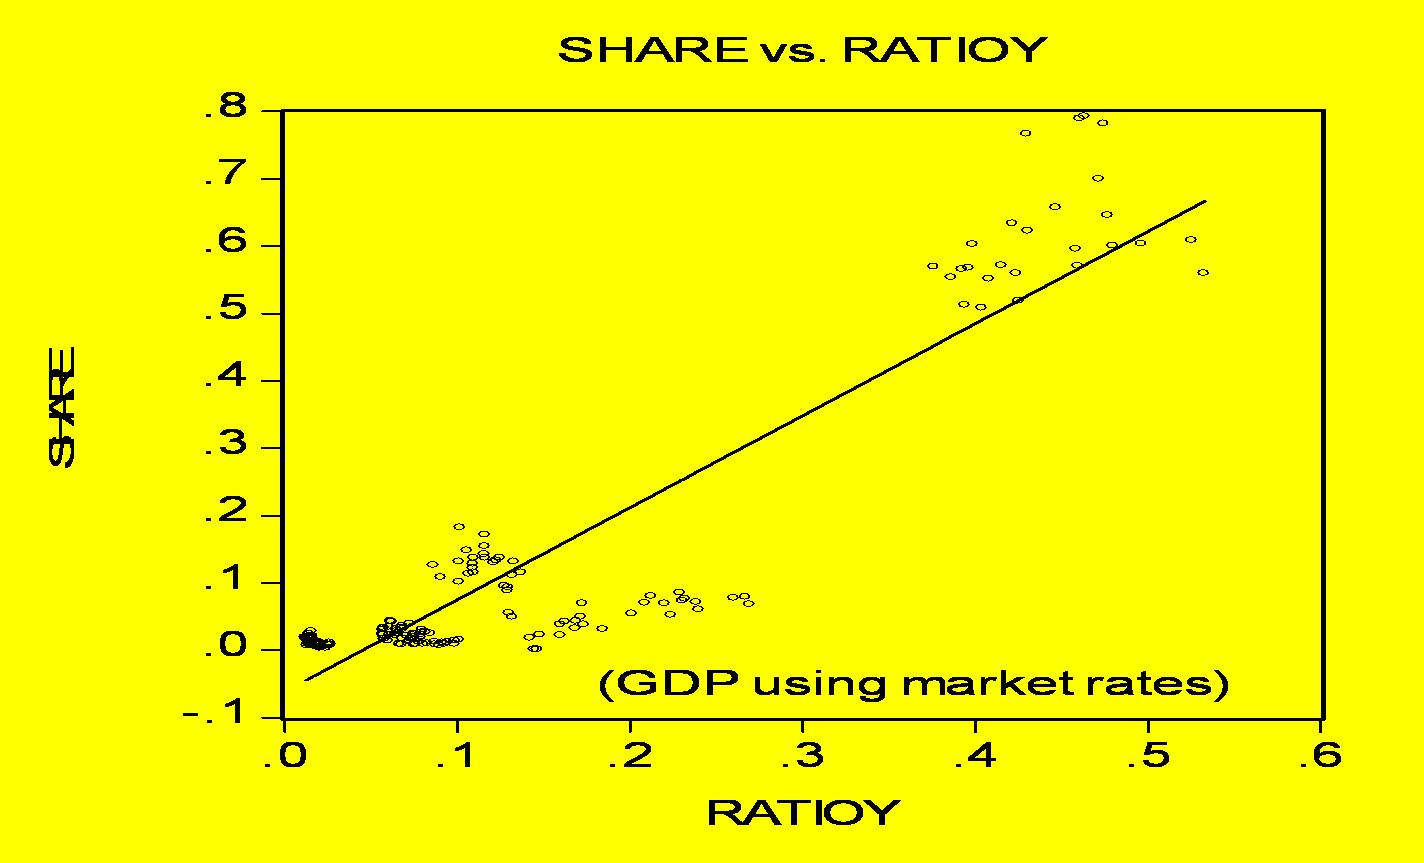 SHARE vs. RATIOY
.8
.7
.6
.5
.4
.3
.2
.1
.0
-.1
SHARE
(GDP using market rates)
.0 .1 .2 .3 .4 .5 .6
RATIOY